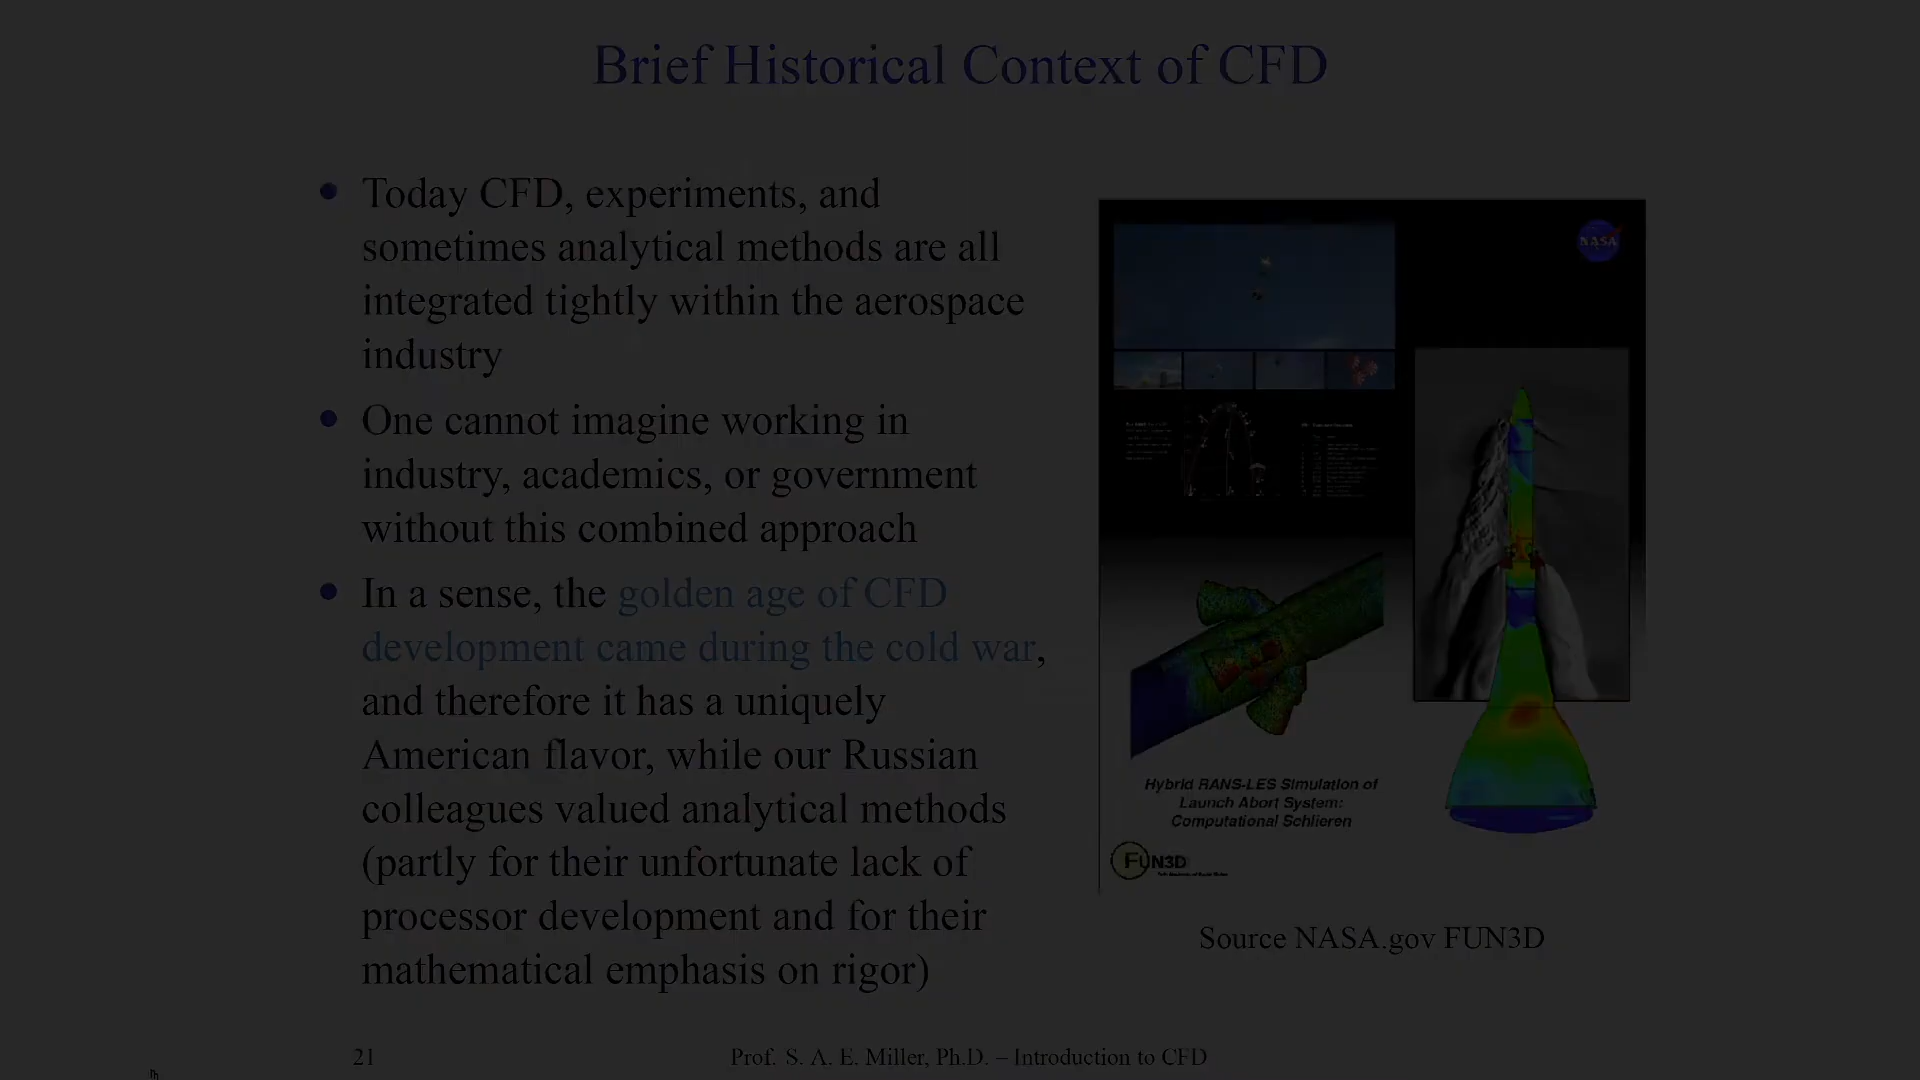 Brief Historical Context of CFD
Today CFD, experiments, and
sometimes analytical methods are all
integrated tightly within the aerospace
industry
One cannot imagine working in
industry, academics, or government
without this combined approach
In a sense, the golden age of CFD
development came during the cold war,
and therefore it has a uniquely
American flavor, while our Russian
colleagues valued analytical methods
(partly for their unfortunate lack of
processor development and for their
mathematical emphasis on rigor)
NASA
Hybrid RANS-LES Simulation of
Launch Abort System:
Computational Schlieren
FUN3D
Source NASA.gov FUN3D
21
Prof. S. A. E. Miller, Ph.D. – Introduction to CFD